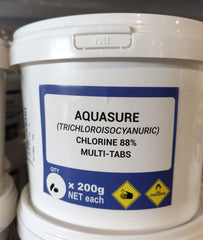 PULL
AQUASURE
(TRICHLOROISOCYANURIC)
CHLORINE 88%
MULTI-TABS
QTY
x 200g
NET each